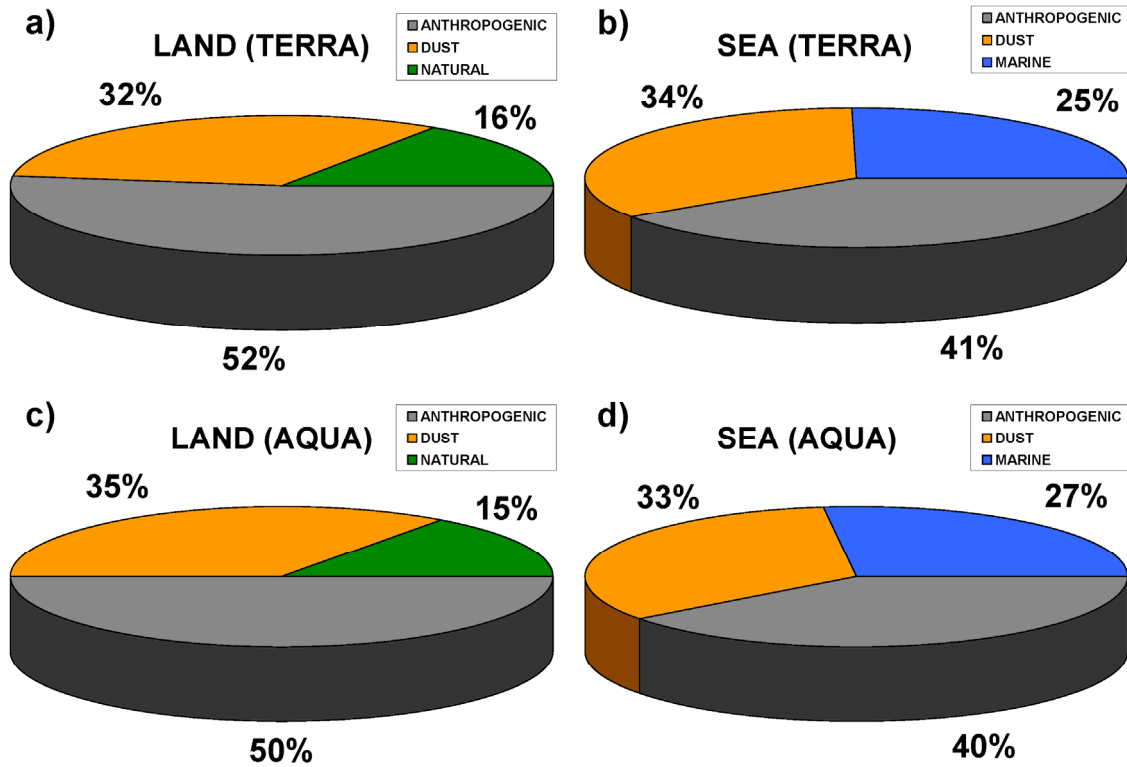 a)
LAND (TERRA)
ANTHROPOGENIC
DUST
NATURAL
32%
16%
52%
b)
SEA (TERRA)
ANTHROPOGENIC
DUST
MARINE
34%
25%
41%
c)
LAND (AQUA)
ANTHROPOGENIC
DUST
NATURAL
35%
15%
50%
d)
SEA (AQUA)
ANTHROPOGENIC
DUST
MARINE
33%
27%
40%